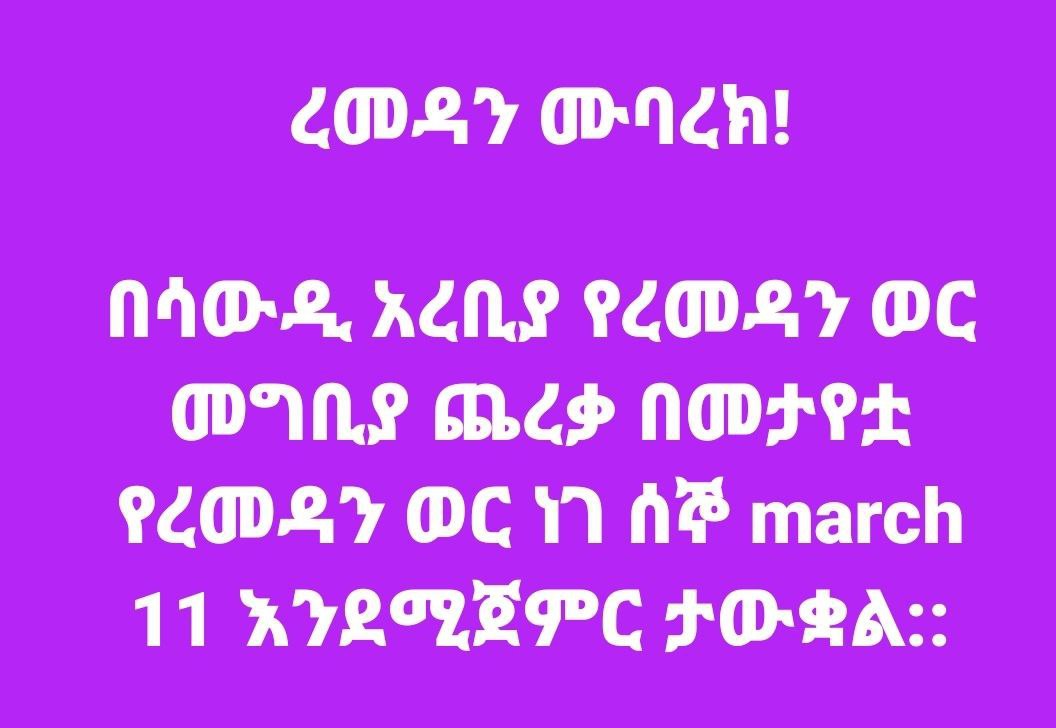 ረመዳን ሙባረክ!
በሳውዲ አረቢያ የረመዳን ወር
መግቢያ ጨረቃ በመታየቷ
የረመዳን ወር ነገ ሰኞ march
11 እንደሚጀምር ታውቋል::